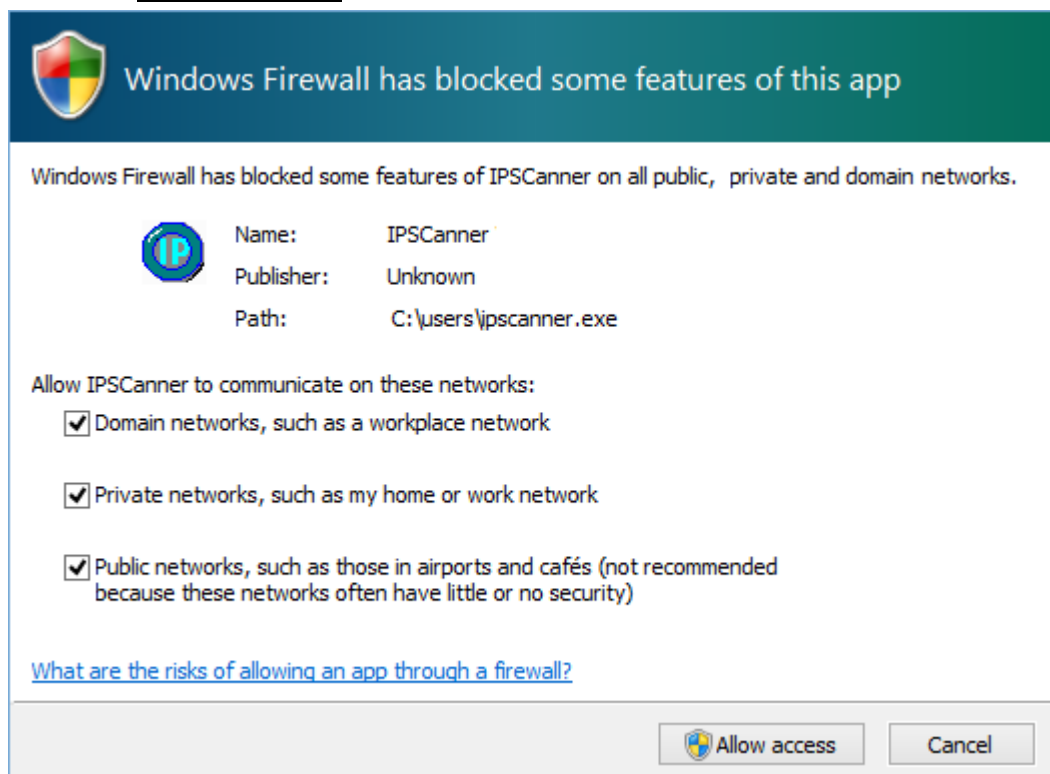 Windows Firewall has blocked some features of this app
Windows Firewall has blocked some features of IPSCanner on all public, private and domain networks.
IP
Name: IPSCanner
Publisher: Unknown
Path: C:\users\ipscanner.exe
Allow IPSCanner to communicate on these networks:
Domain networks, such as a workplace network
Private networks, such as my home or work network
Public networks, such as those in airports and cafés (not recommended
because these networks often have little or no security)
What are the risks of allowing an app through a firewall?
Allow access Cancel